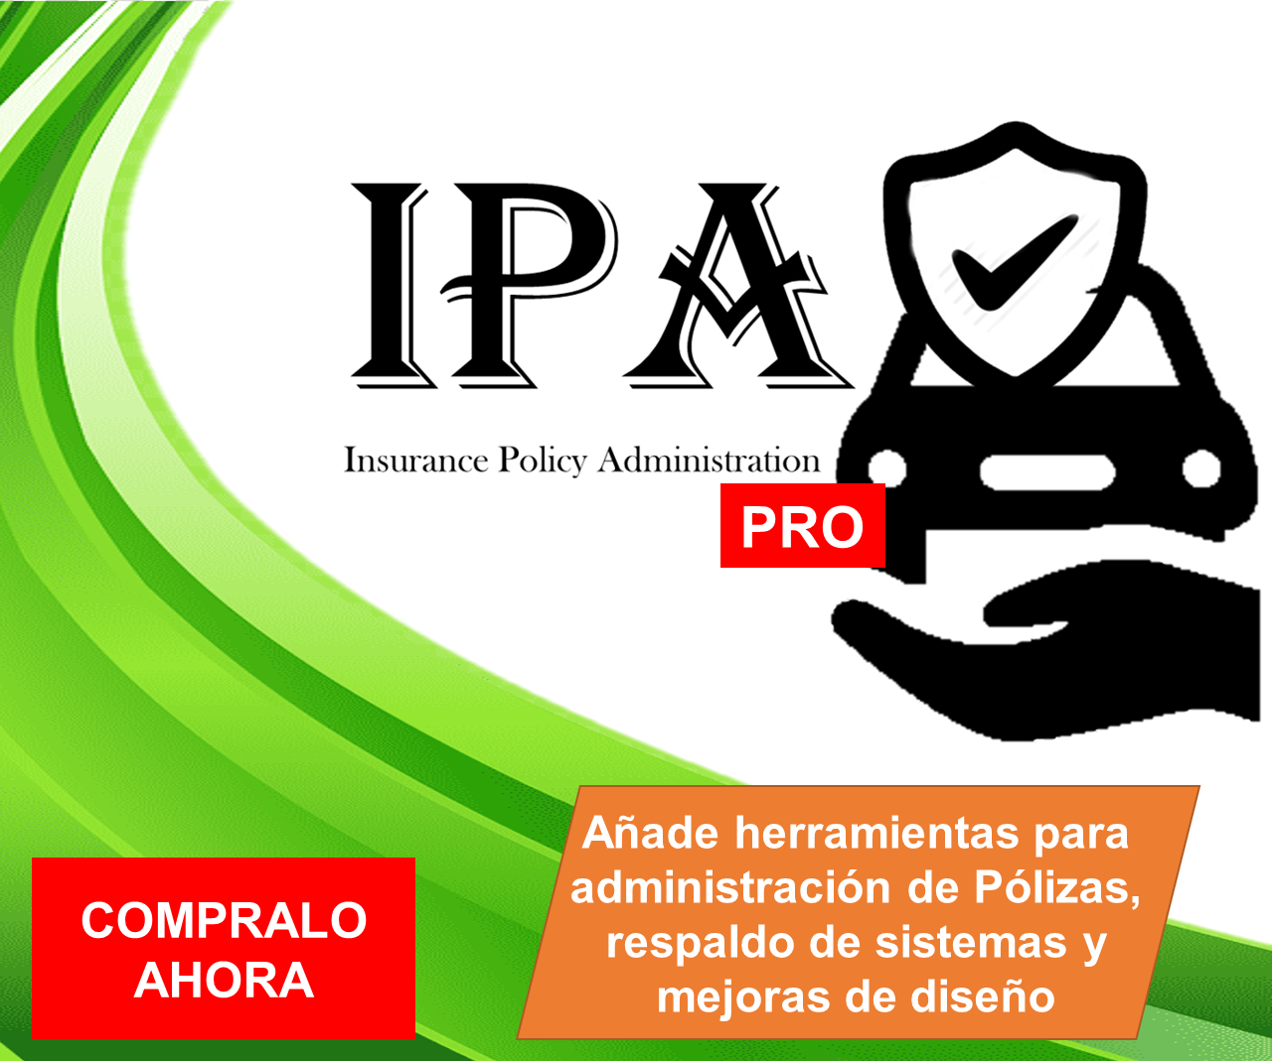 IPA
Insurance Policy Administration
PRO
Añade herramientas para
administración de Pólizas,
respaldo de sistemas y
mejoras de diseño
COMPRALO
AHORA